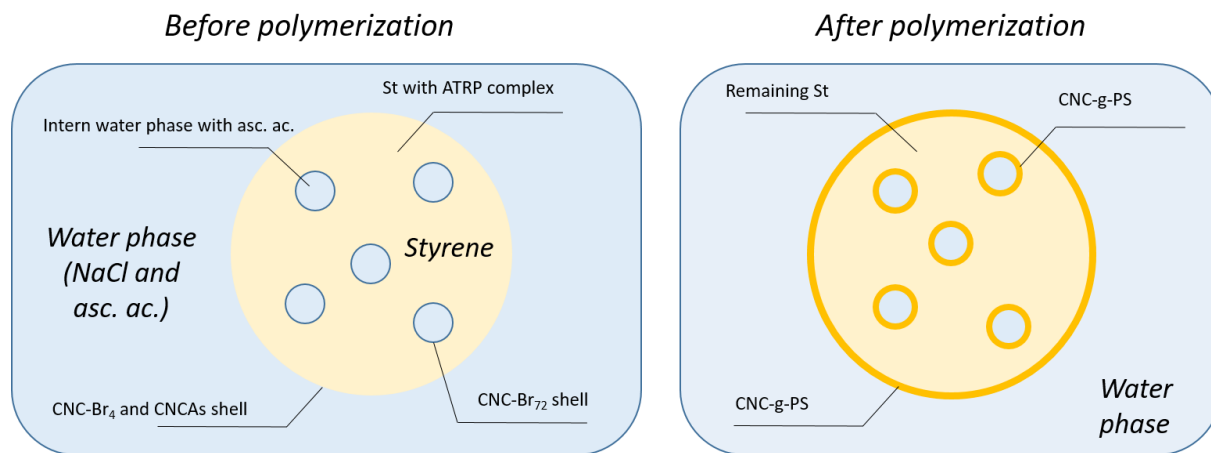 Before polymerization
St with ATRP complex
Intern water phase with asc. ac.
Water phase
(NaCl and
asc. ac.)
Styrene
CNC-Br₄ and CNCAs shell
CNC-Br₇₂ shell
After polymerization
Remaining St
CNC-g-PS
CNC-g-PS
Water
phase